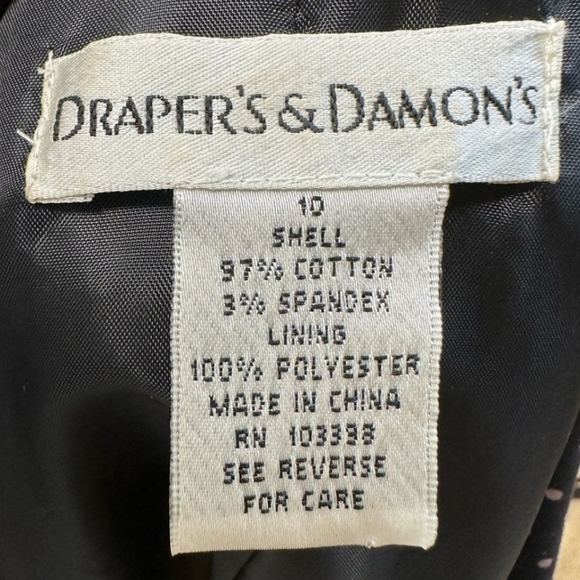 DRAPER'S & DAMON'S
10
SHELL
97% COTTON
3% SPANDEX
LINING
100% POLYESTER
MADE IN CHINA
RN 103398
SEE REVERSE
FOR CARE